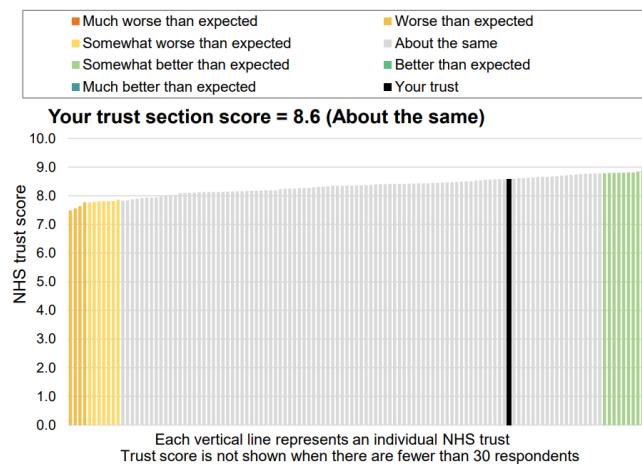 Much worse than expected
Worse than expected
Somewhat worse than expected
About the same
Somewhat better than expected
Better than expected
Much better than expected
Your trust
Your trust section score = 8.6 (About the same)
10.0
9.0
8.0
7.0
6.0
5.0
4.0
3.0
2.0
1.0
0.0
NHS trust score
Each vertical line represents an individual NHS trust
Trust score is not shown when there are fewer than 30 respondents